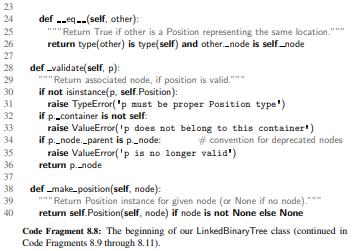 23
24 def __eq__(self, other):
25 """Return True if other is a Position representing the same location."""
26 return type(other) is type(self) and other._node is self._node
27
28 def _validate(self, p):
29 """Return associated node, if position is valid."""
30 if not isinstance(p, self.Position):
31 raise TypeError('p must be proper Position type')
32 if p._container is not self:
33 raise ValueError('p does not belong to this container')
34 if p._node._parent is p._node: # convention for deprecated nodes
35 raise ValueError('p is no longer valid')
36 return p._node
37
38 def _make_position(self, node):
39 """Return Position instance for given node (or None if no node)."""
40 return self.Position(self, node) if node is not None else None
Code Fragment 8.8: The beginning of our LinkedBinaryTree class (continued in
Code Fragments 8.9 through 8.11).